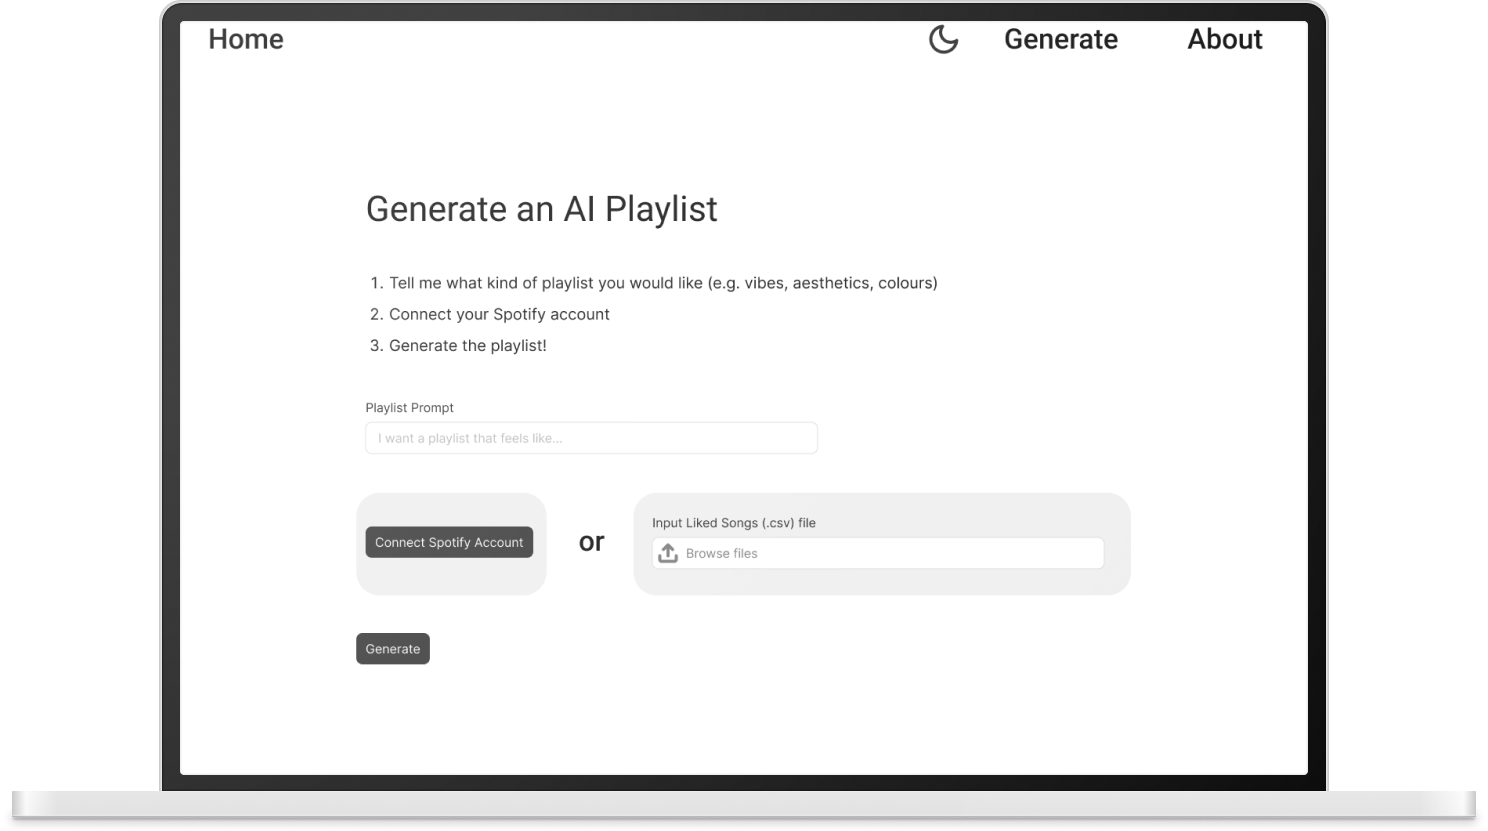 Home
Generate
About
Generate an AI Playlist
1. Tell me what kind of playlist you would like (e.g. vibes, aesthetics, colours)
2. Connect your Spotify account
3. Generate the playlist!
Playlist Prompt
I want a playlist that feels like...
Connect Spotify Account
or
Input Liked Songs (.csv) file
Browse files
Generate